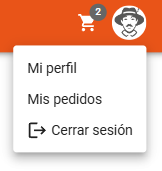 2
Mi perfil
Mis pedidos
Cerrar sesión